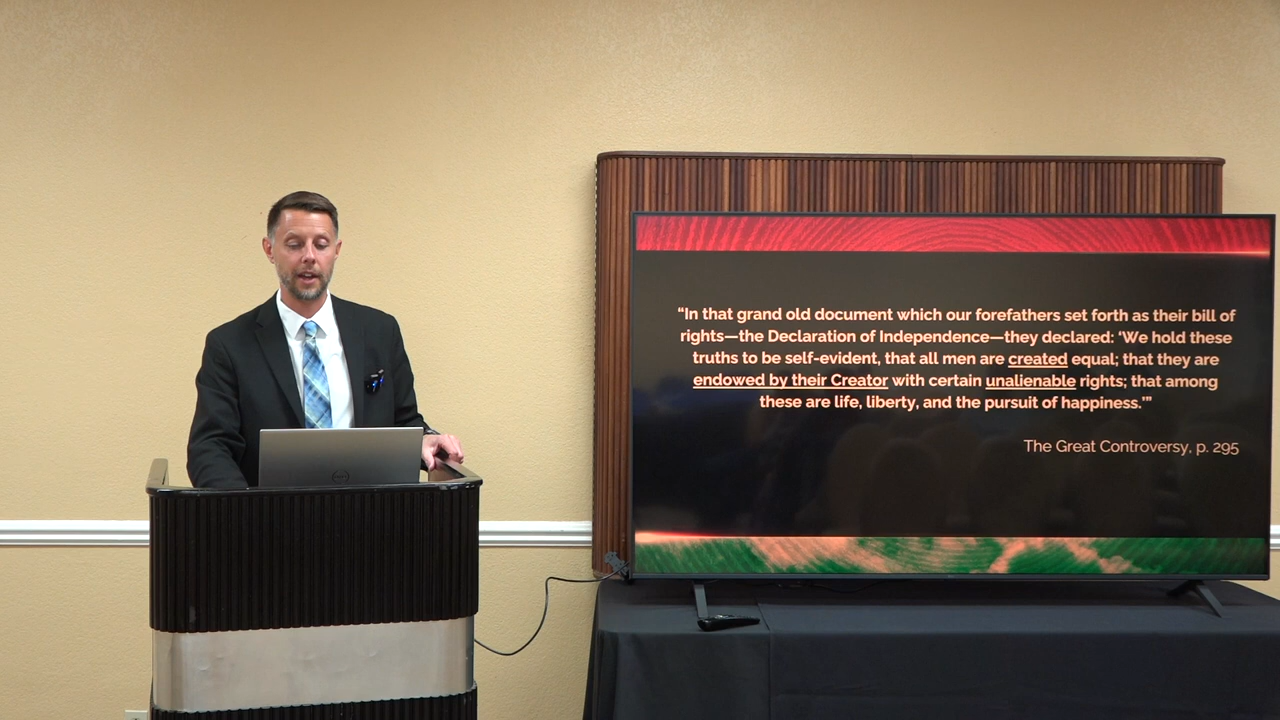 “In that grand old document which our forefathers set forth as their bill of
rights—the Declaration of Independence—they declared: ‘We hold these
truths to be self-evident, that all men are created equal; that they are
endowed by their Creator with certain unalienable rights; that among
these are life, liberty, and the pursuit of happiness.’”
The Great Controversy, p. 295
DELL